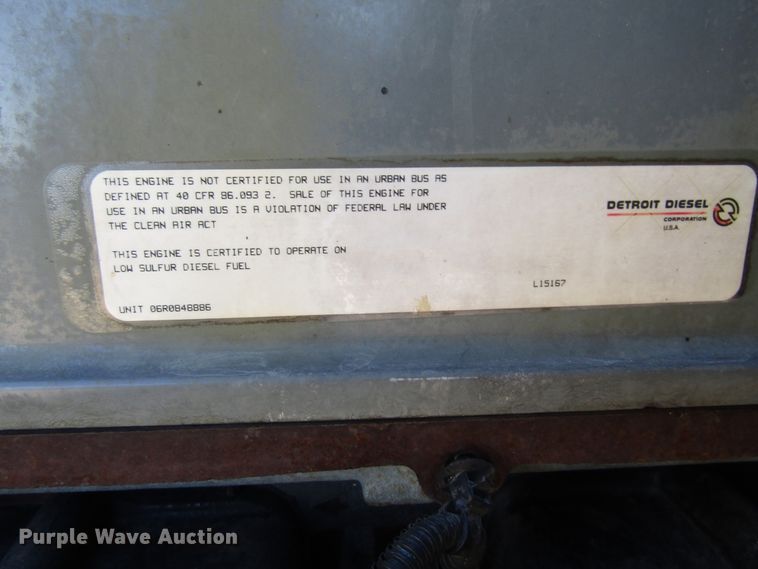 THIS ENGINE IS NOT CERTIFIED FOR USE IN AN URBAN BUS AS
DEFINED AT 40 CFR 86.093 2. SALE OF THIS ENGINE FOR
USE IN AN URBAN BUS IS A VIOLATION OF FEDERAL LAW UNDER
THE CLEAN AIR ACT
THIS ENGINE IS CERTIFIED TO OPERATE ON
LOW SULFUR DIESEL FUEL
UNIT 06R0848886
L15167
DETROIT DIESEL
CORPORATION
U.S.A.
Purple Wave Auction